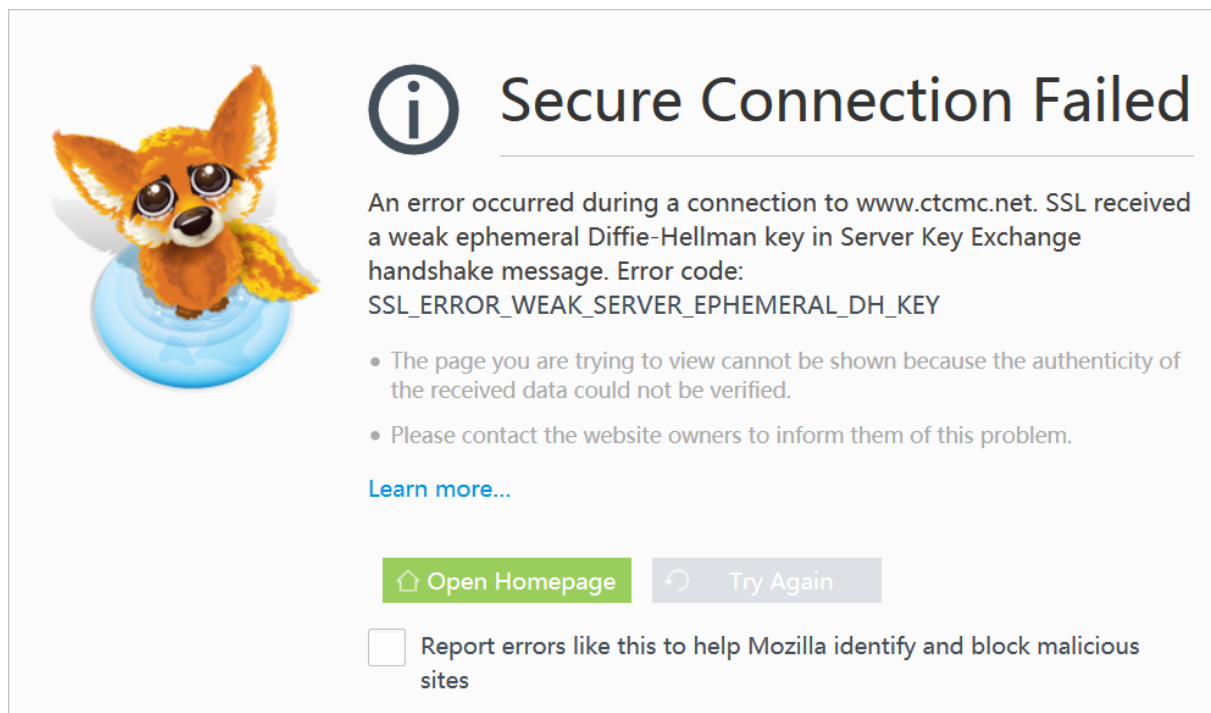 Secure Connection Failed
An error occurred during a connection to www.ctcmc.net. SSL received
a weak ephemeral Diffie-Hellman key in Server Key Exchange
handshake message. Error code:
SSL_ERROR_WEAK_SERVER_EPHEMERAL_DH_KEY
• The page you are trying to view cannot be shown because the authenticity of
the received data could not be verified.
• Please contact the website owners to inform them of this problem.
Learn more...
Open Homepage
Try Again
Report errors like this to help Mozilla identify and block malicious
sites